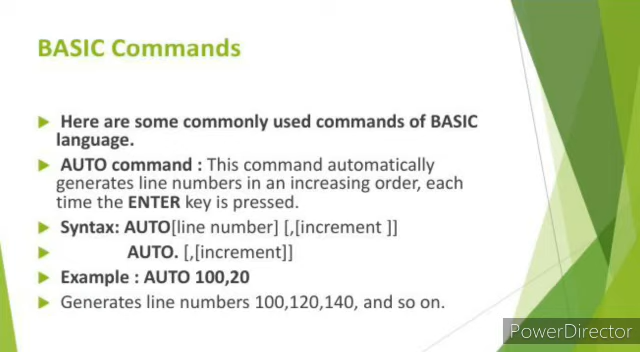 BASIC Commands
Here are some commonly used commands of BASIC
language.
AUTO command : This command automatically
generates line numbers in an increasing order, each
time the ENTER key is pressed.
Syntax: AUTO[line number] [,[increment ]]
AUTO. [,[increment]]
Example : AUTO 100,20
Generates line numbers 100,120,140, and so on.
PowerDirector